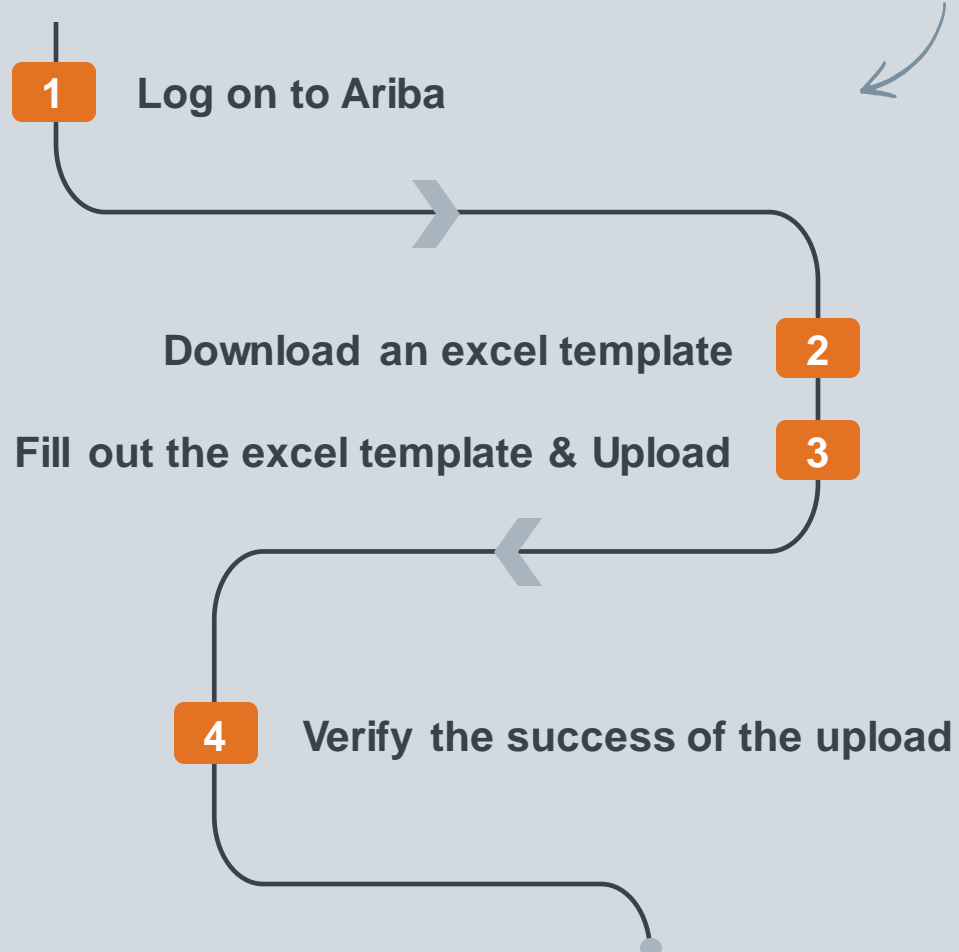 1 Log on to Ariba
Download an excel template 2
Fill out the excel template & Upload 3
4 Verify the success of the upload